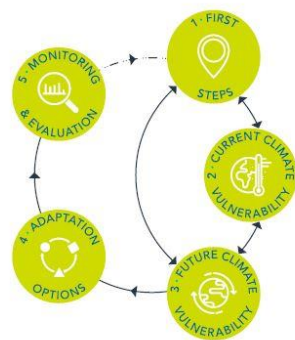 1 · FIRST
STEPS
2 · CURRENT CLIMATE
VULNERABILITY
3 · FUTURE CLIMATE
VULNERABILITY
4 · ADAPTATION
OPTIONS
5 · MONITORING
& EVALUATION